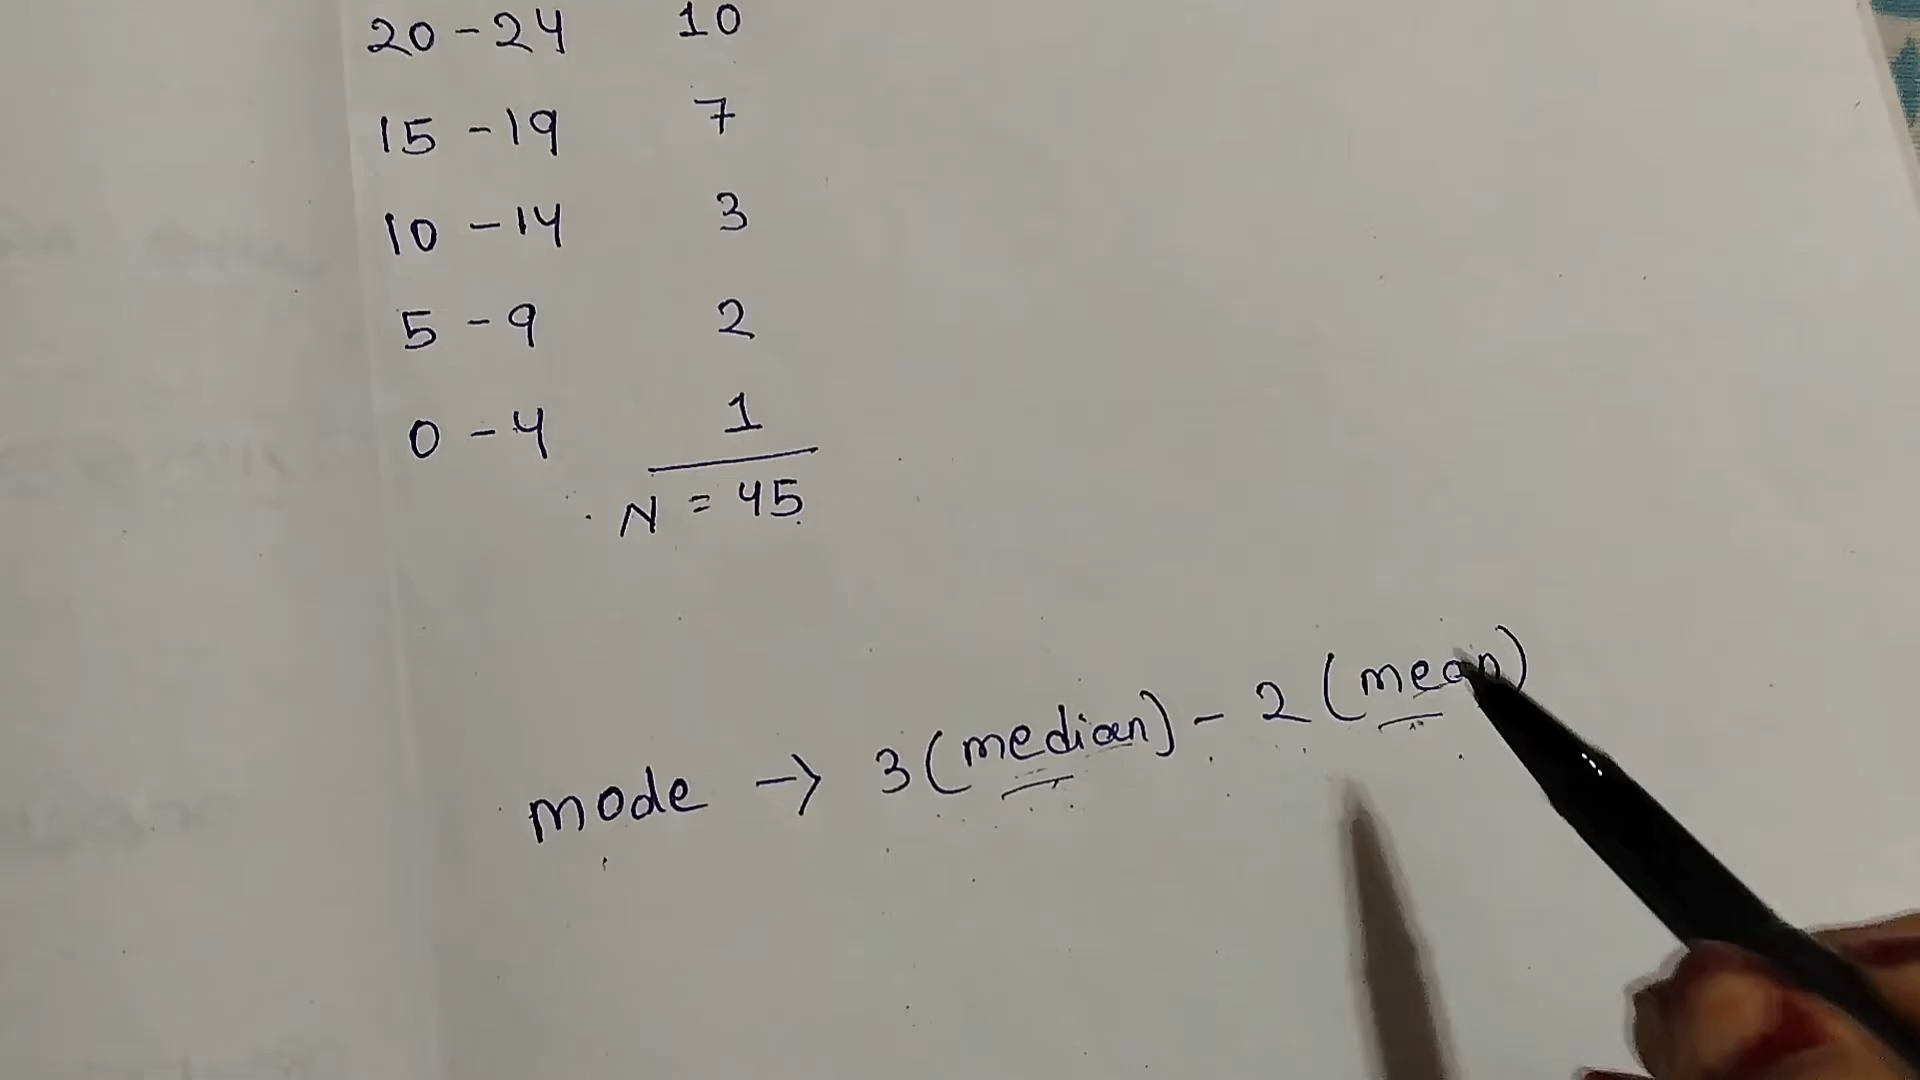 20 - 24 10
15 - 19 7
10 - 14 3
5 - 9 2
0 - 4 1
N = 45
mode → 3 (median) - 2 (mean)